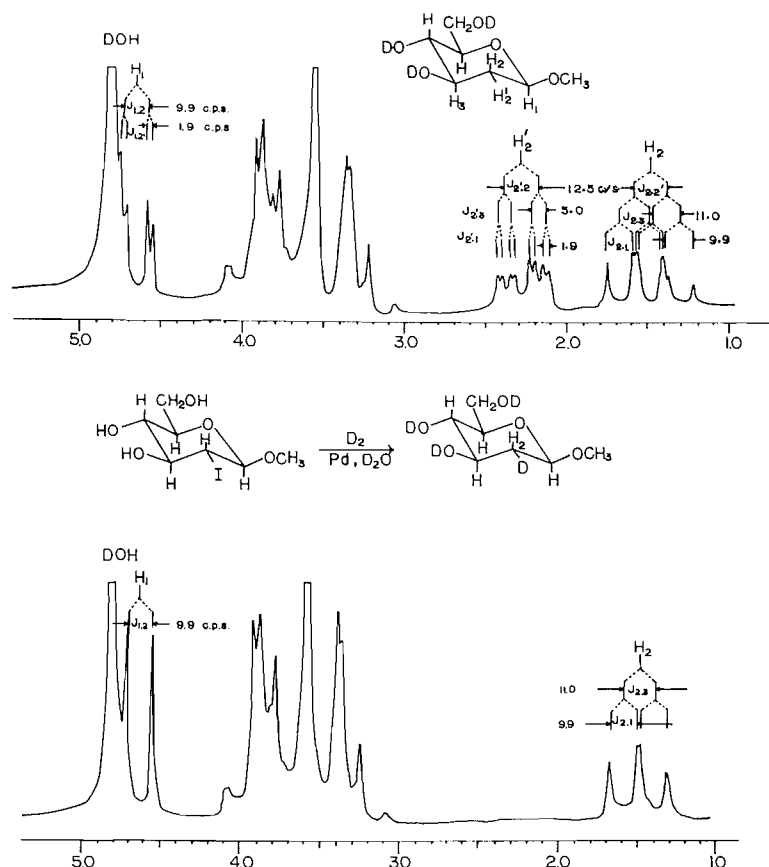 H CH2OD
DO O
H H2 OCH3
DO H2'
H3 H1
DOH
H1
J1,2 9.9 c.p.s.
J1,2' 1.9 c.p.s
H2' H2
J2',2 12.5 c/s J2,2'
J2',3 5.0 J2,3 11.0
J2',1 1.9 J2,1 9.9
5.0 4.0 3.0 2.0 1.0
H CH2OH H CH2OD
HO O D2 DO O
H H OCH3 Pd, D2O H H2 OCH3
HO I DO D
H H H H
DOH
H1
J1,2 9.9 c.p.s.
H2
11.0 J2,3
9.9 J2,1
5.0 4.0 3.0 2.0 1.0